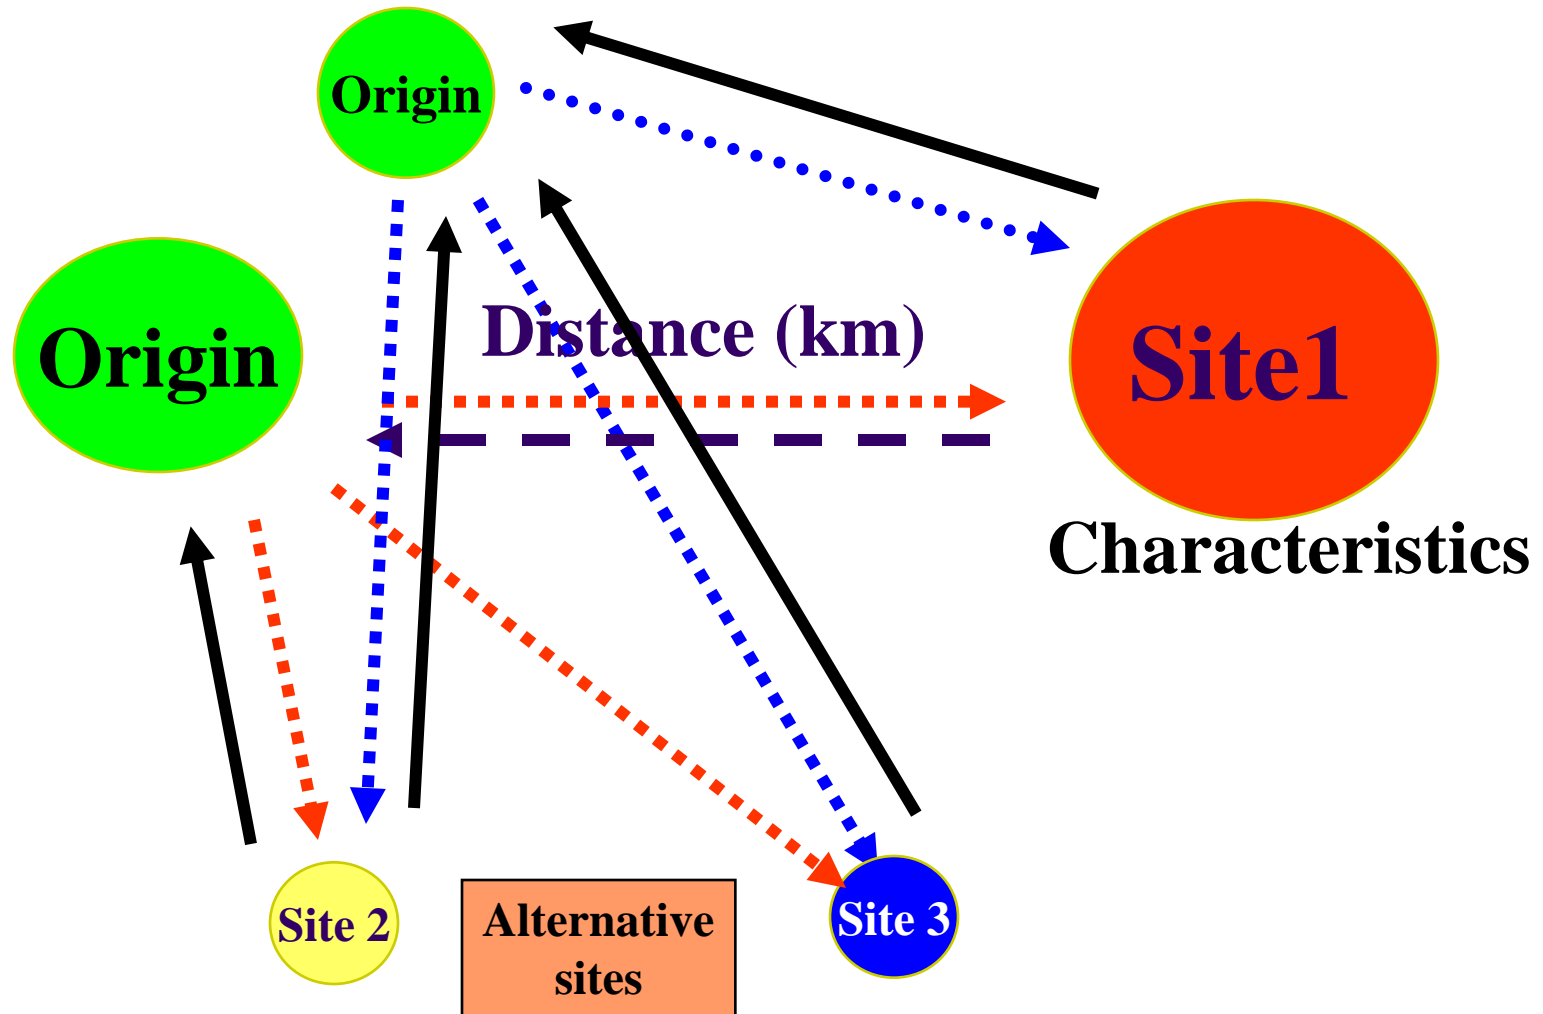 Origin
Distance (km)
Origin
Site1
Characteristics
Site 2
Alternative
sites
Site 3